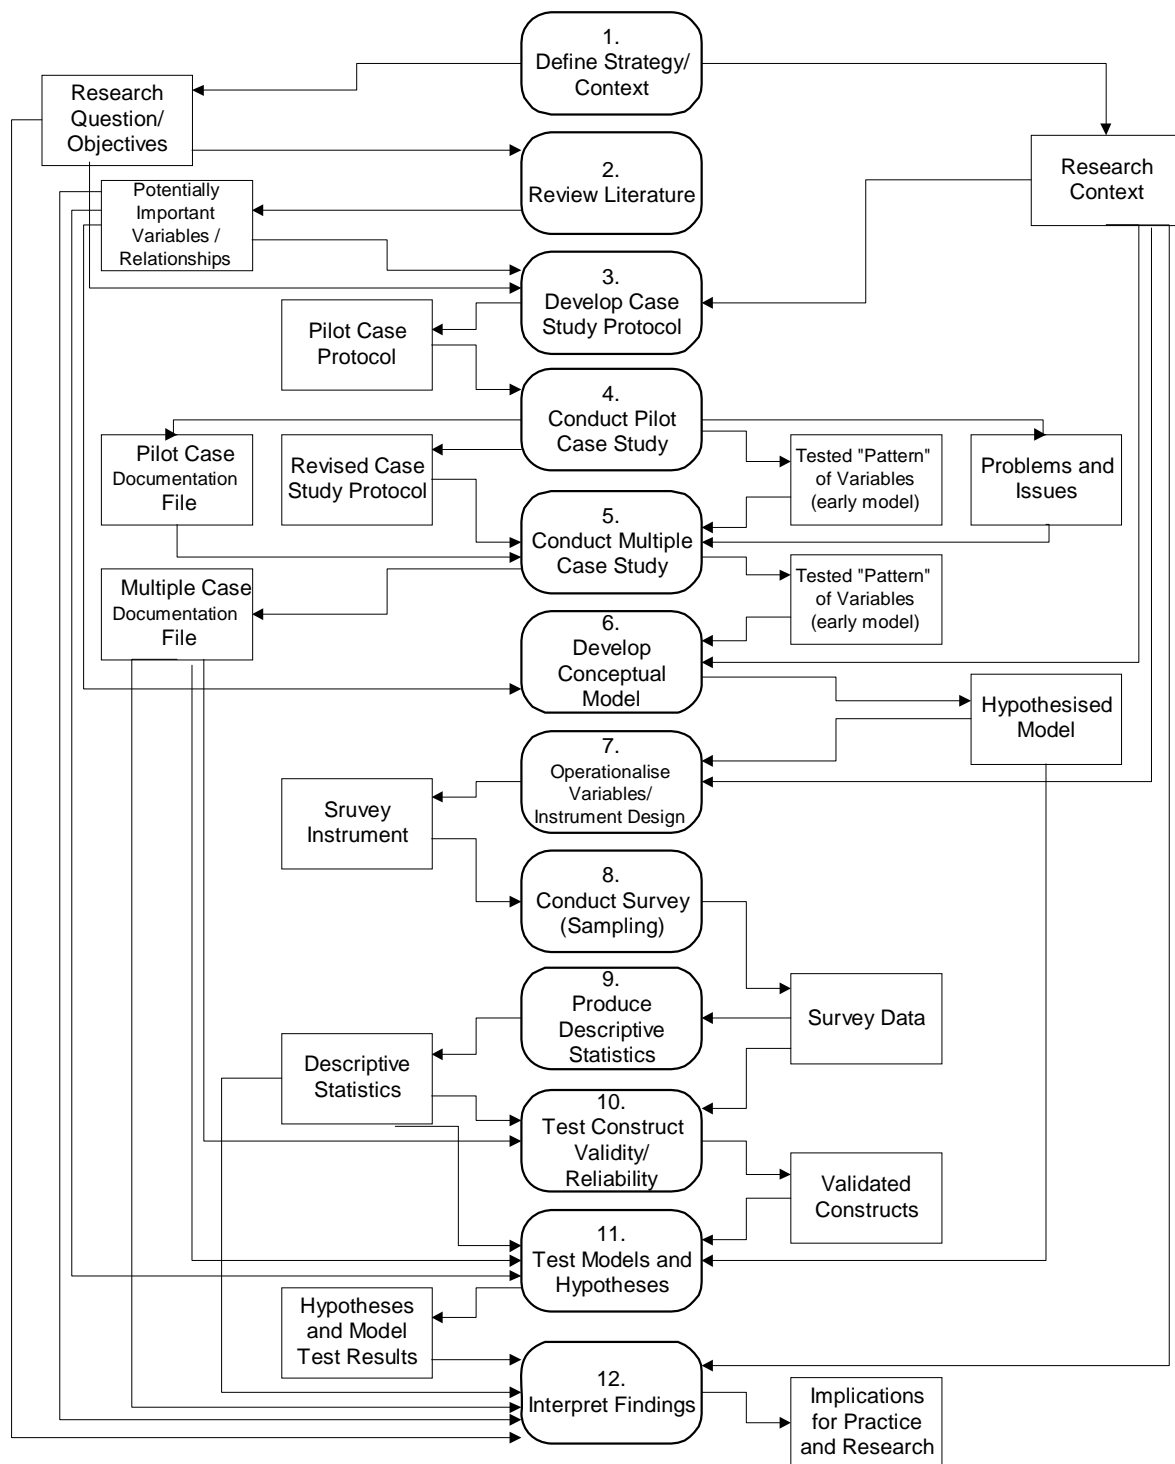 1.
Define Strategy/
Context
Research
Question/
Objectives
2.
Review Literature
Research
Context
Potentially
Important
Variables /
Relationships
3.
Develop Case
Study Protocol
Pilot Case
Protocol
4.
Conduct Pilot
Case Study
Pilot Case
Documentation
File
Revised Case
Study Protocol
Tested "Pattern"
of Variables
(early model)
Problems and
Issues
5.
Conduct Multiple
Case Study
Multiple Case
Documentation
File
Tested "Pattern"
of Variables
(early model)
6.
Develop
Conceptual
Model
Hypothesised
Model
7.
Operationalise
Variables/
Instrument Design
Sruvey
Instrument
8.
Conduct Survey
(Sampling)
9.
Produce
Descriptive
Statistics
Survey Data
Descriptive
Statistics
10.
Test Construct
Validity/
Reliability
Validated
Constructs
11.
Test Models and
Hypotheses
Hypotheses
and Model
Test Results
12.
Interpret Findings
Implications
for Practice
and Research